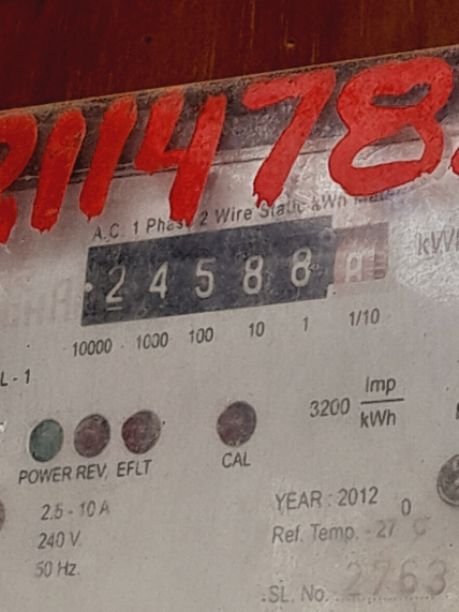 11478
A.C. 1 Phase 2 Wire Static kWh Meter
24588
kWh
10000 1000 100 10 1 1/10
L - 1
3200 Imp/kWh
POWER REV. EFLT CAL
2.5 - 10 A
240 V.
50 Hz.
YEAR : 2012
Ref. Temp. - 27 °C
SL. No. 2763